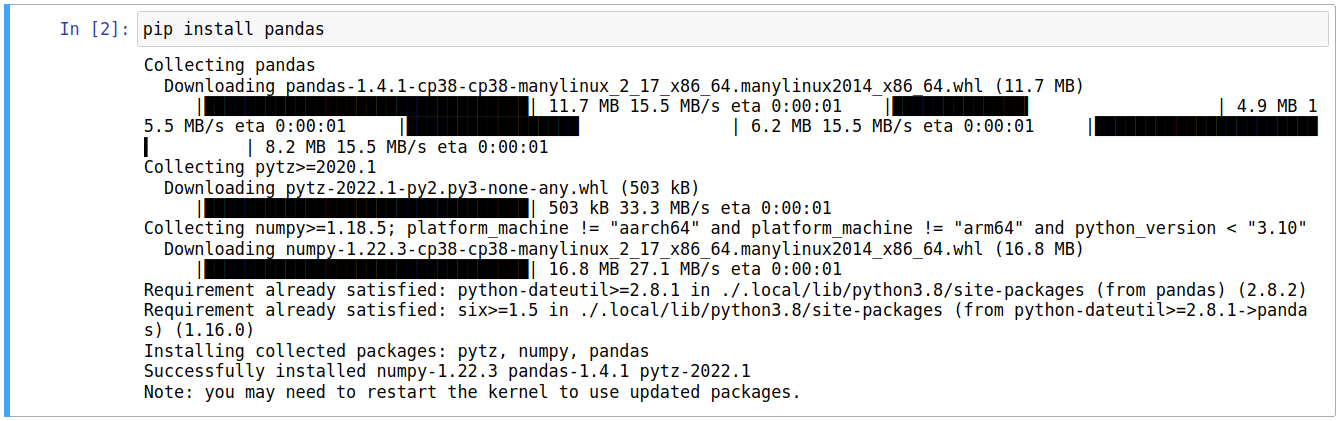 In [2]: pip install pandas
Collecting pandas
Downloading pandas-1.4.1-cp38-cp38-manylinux_2_17_x86_64.manylinux2014_x86_64.whl (11.7 MB)
|████████████████████████████████| 11.7 MB 15.5 MB/s eta 0:00:01 |█████████████▍ | 4.9 MB 1
5.5 MB/s eta 0:00:01 |█████████████████ | 6.2 MB 15.5 MB/s eta 0:00:01 |██████████████████████
▍ | 8.2 MB 15.5 MB/s eta 0:00:01
Collecting pytz>=2020.1
Downloading pytz-2022.1-py2.py3-none-any.whl (503 kB)
|████████████████████████████████| 503 kB 33.3 MB/s eta 0:00:01
Collecting numpy>=1.18.5; platform_machine != "aarch64" and platform_machine != "arm64" and python_version < "3.10"
Downloading numpy-1.22.3-cp38-cp38-manylinux_2_17_x86_64.manylinux2014_x86_64.whl (16.8 MB)
|████████████████████████████████| 16.8 MB 27.1 MB/s eta 0:00:01
Requirement already satisfied: python-dateutil>=2.8.1 in ./.local/lib/python3.8/site-packages (from pandas) (2.8.2)
Requirement already satisfied: six>=1.5 in ./.local/lib/python3.8/site-packages (from python-dateutil>=2.8.1->panda
s) (1.16.0)
Installing collected packages: pytz, numpy, pandas
Successfully installed numpy-1.22.3 pandas-1.4.1 pytz-2022.1
Note: you may need to restart the kernel to use updated packages.